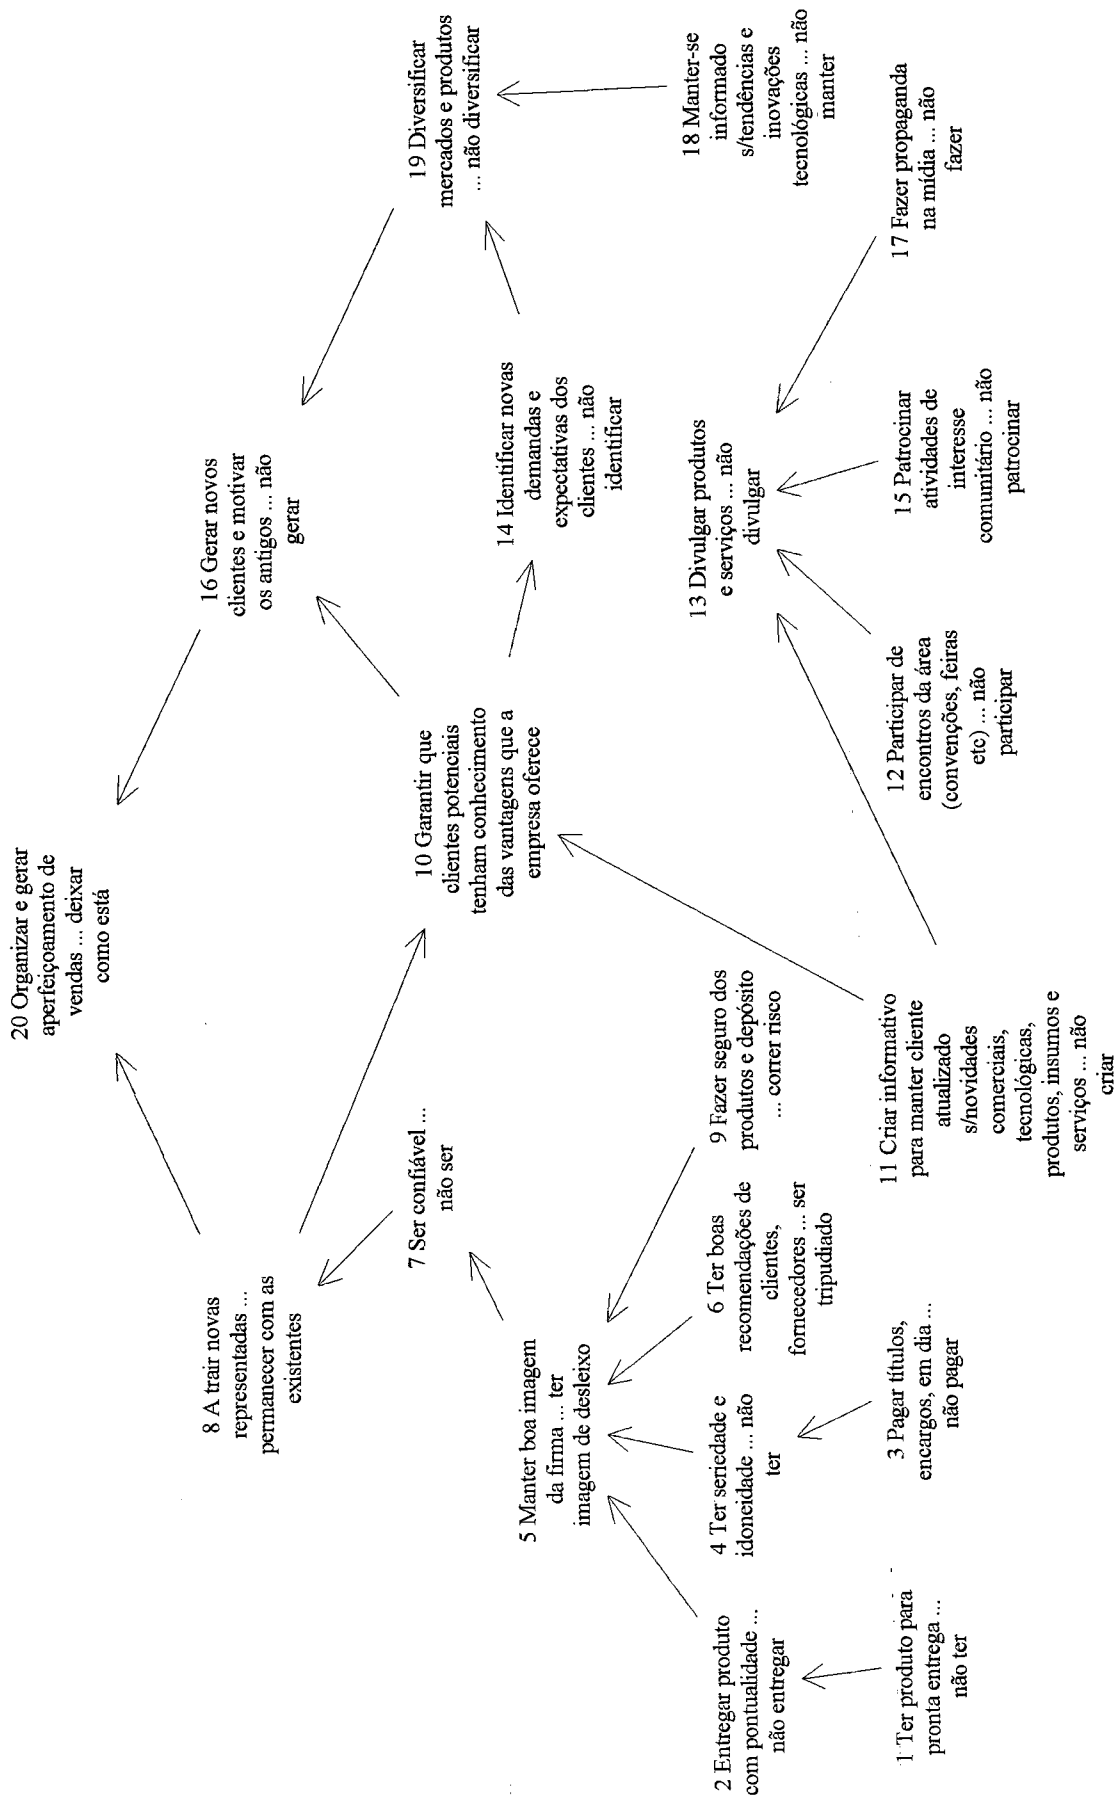 20 Organizar e gerar
aperfeiçoamento de
vendas ... deixar
como está
8 A trair novas
representadas ...
permanecer com as
existentes
16 Gerar novos
clientes e motivar
os antigos ... não
gerar
7 Ser confiável ...
não ser
10 Garantir que
clientes potenciais
tenham conhecimento
das vantagens que a
empresa oferece
19 Diversificar
mercados e produtos
... não diversificar
5 Manter boa imagem
da firma ... ter
imagem de desleixo
14 Identificar novas
demandas e
expectativas dos
clientes ... não
identificar
2 Entregar produto
com pontualidade ...
não entregar
4 Ter seriedade e
idoneidade ... não
ter
6 Ter boas
recomendações de
clientes,
fornecedores ... ser
tripudiado
9 Fazer seguro dos
produtos e depósito
... correr risco
13 Divulgar produtos
e serviços ... não
divulgar
18 Manter-se
informado
s/tendências e
inovações
tecnológicas ... não
manter
1 Ter produto para
pronta entrega ...
não ter
3 Pagar títulos,
encargos, em dia ...
não pagar
11 Criar informativo
para manter cliente
atualizado
s/novidades
comerciais,
tecnológicas,
produtos, insumos e
serviços ... não
criar
12 Participar de
encontros da área
(convenções, feiras
etc) ... não
participar
15 Patrocinar
atividades de
interesse
comunitário ... não
patrocinar
17 Fazer propaganda
na mídia ... não
fazer